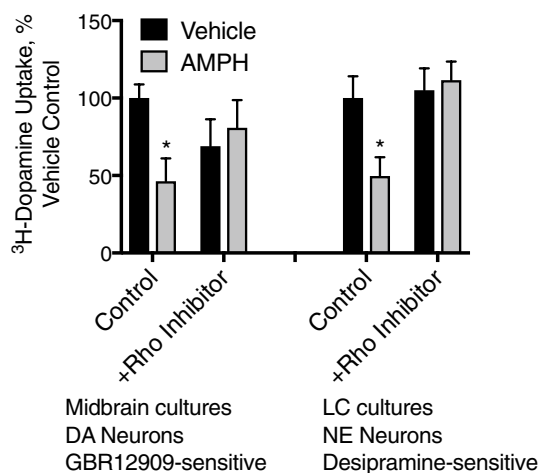 150
100
50
0
³H-Dopamine Uptake, %
Vehicle Control
Vehicle
AMPH
*
*
Control
+Rho Inhibitor
Control
+Rho Inhibitor
Midbrain cultures
DA Neurons
GBR12909-sensitive
LC cultures
NE Neurons
Desipramine-sensitive